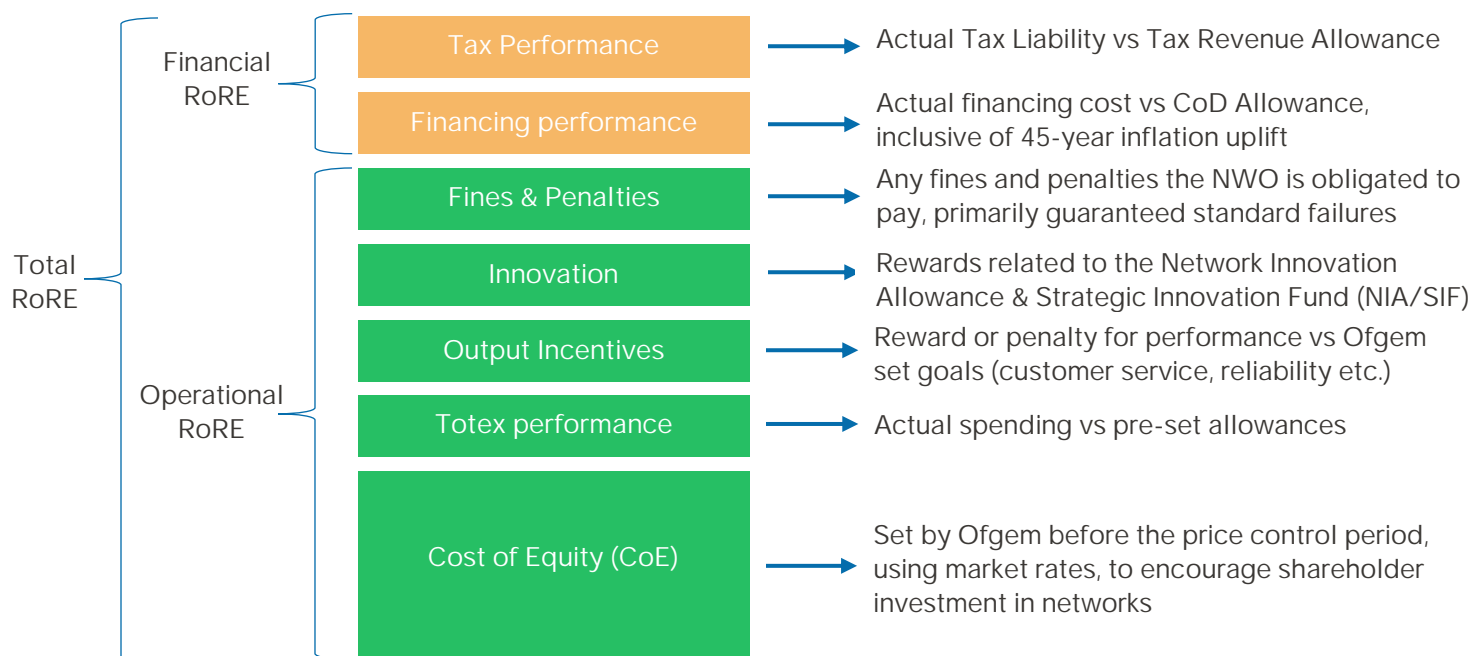 Total
RoRE
Financial
RoRE
Tax Performance
Actual Tax Liability vs Tax Revenue Allowance
Financing performance
Actual financing cost vs CoD Allowance,
inclusive of 45-year inflation uplift
Operational
RoRE
Fines & Penalties
Any fines and penalties the NWO is obligated to
pay, primarily guaranteed standard failures
Innovation
Rewards related to the Network Innovation
Allowance & Strategic Innovation Fund (NIA/SIF)
Output Incentives
Reward or penalty for performance vs Ofgem
set goals (customer service, reliability etc.)
Totex performance
Actual spending vs pre-set allowances
Cost of Equity (CoE)
Set by Ofgem before the price control period,
using market rates, to encourage shareholder
investment in networks